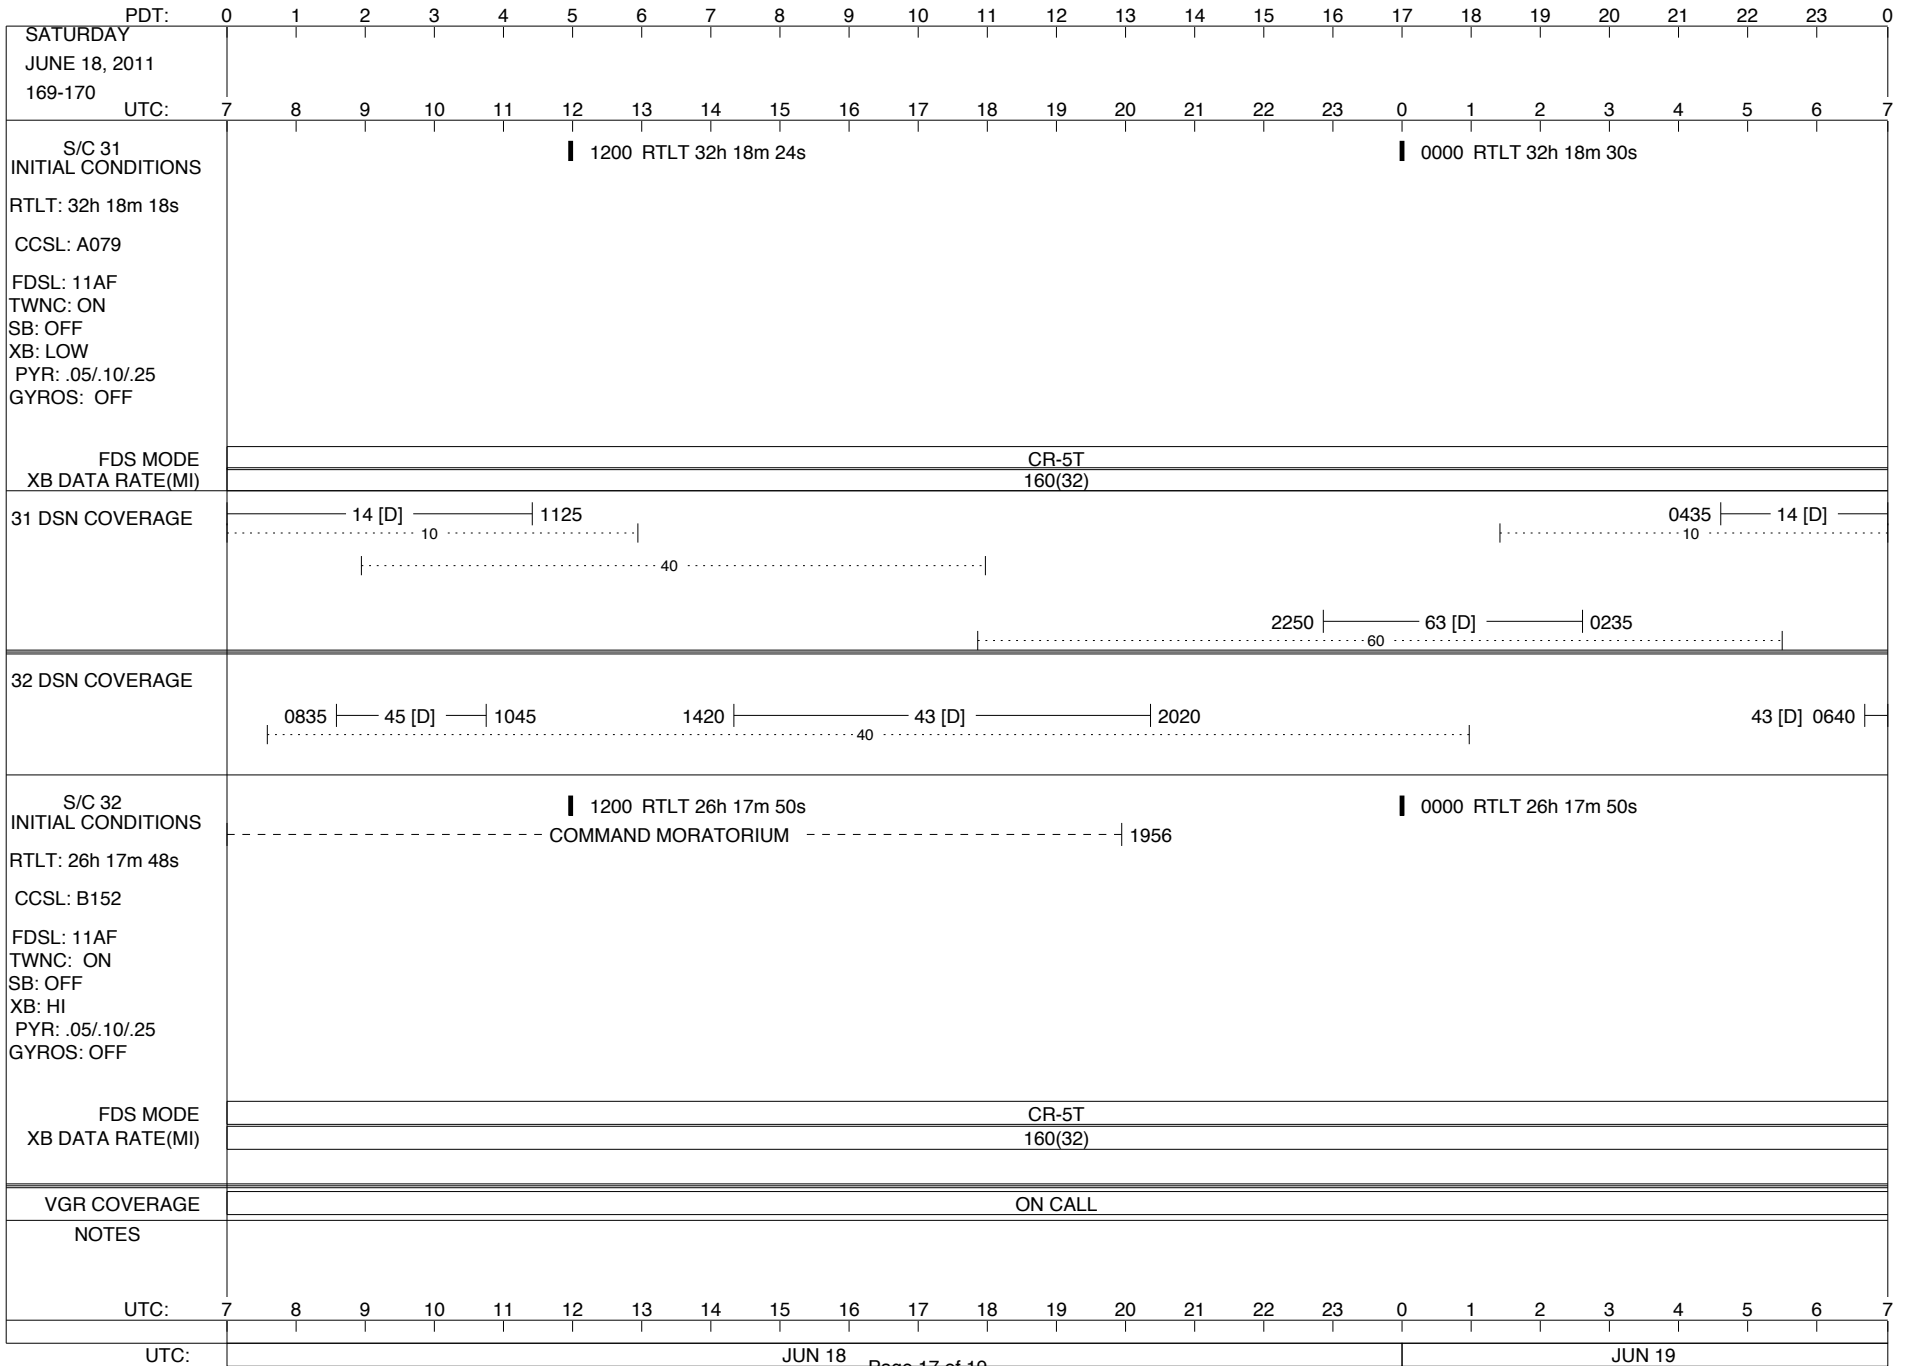 PDT: 0 1 2 3 4 5 6 7 8 9 10 11 12 13 14 15 16 17 18 19 20 21 22 23 0
SATURDAY
JUNE 18, 2011
169-170
UTC: 7 8 9 10 11 12 13 14 15 16 17 18 19 20 21 22 23 0 1 2 3 4 5 6 7
S/C 31
INITIAL CONDITIONS
1200 RTLT 32h 18m 24s
0000 RTLT 32h 18m 30s
RTLT: 32h 18m 18s
CCSL: A079
FDSL: 11AF
TWNC: ON
SB: OFF
XB: LOW
PYR: .05/.10/.25
GYROS: OFF
FDS MODE CR-5T
XB DATA RATE(MI) 160(32)
31 DSN COVERAGE 14 [D] 1125 0435 14 [D]
10 10
40
2250 63 [D] 0235
60
32 DSN COVERAGE
0835 45 [D] 1045 1420 43 [D] 2020 43 [D] 0640
40
S/C 32
INITIAL CONDITIONS
1200 RTLT 26h 17m 50s
0000 RTLT 26h 17m 50s
COMMAND MORATORIUM 1956
RTLT: 26h 17m 48s
CCSL: B152
FDSL: 11AF
TWNC: ON
SB: OFF
XB: HI
PYR: .05/.10/.25
GYROS: OFF
FDS MODE CR-5T
XB DATA RATE(MI) 160(32)
VGR COVERAGE ON CALL
NOTES
UTC: 7 8 9 10 11 12 13 14 15 16 17 18 19 20 21 22 23 0 1 2 3 4 5 6 7
UTC: JUN 18 JUN 19
Page 17 of 19